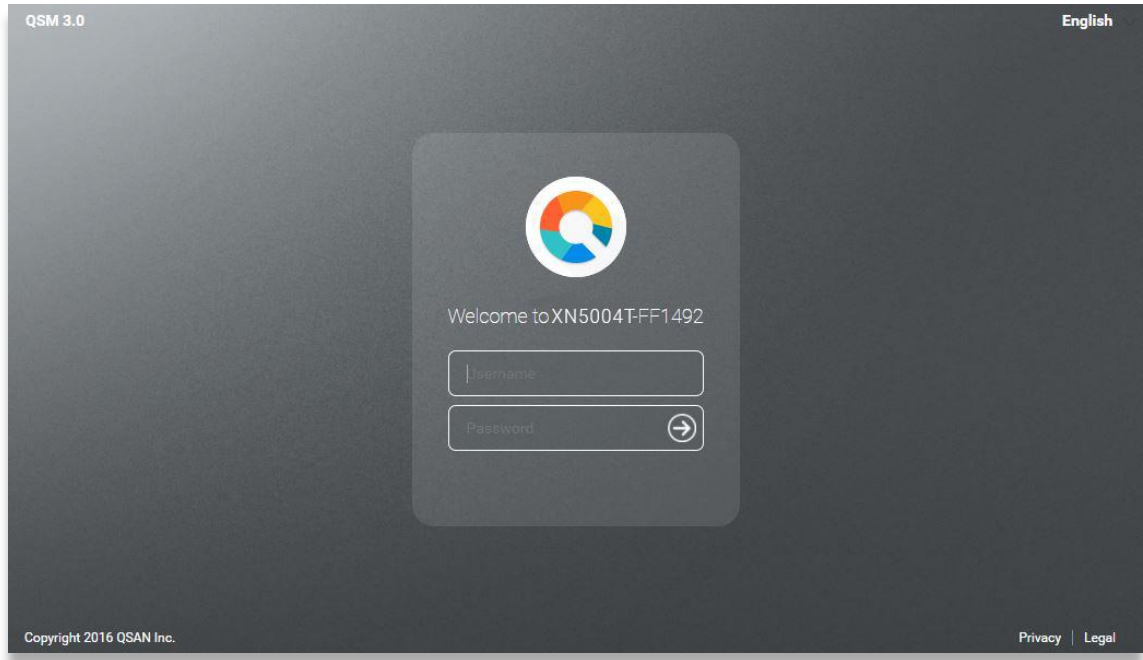 QSM 3.0
English
Welcome to XN5004T-FF1492
Username
Password
Copyright 2016 QSAN Inc.
Privacy | Legal